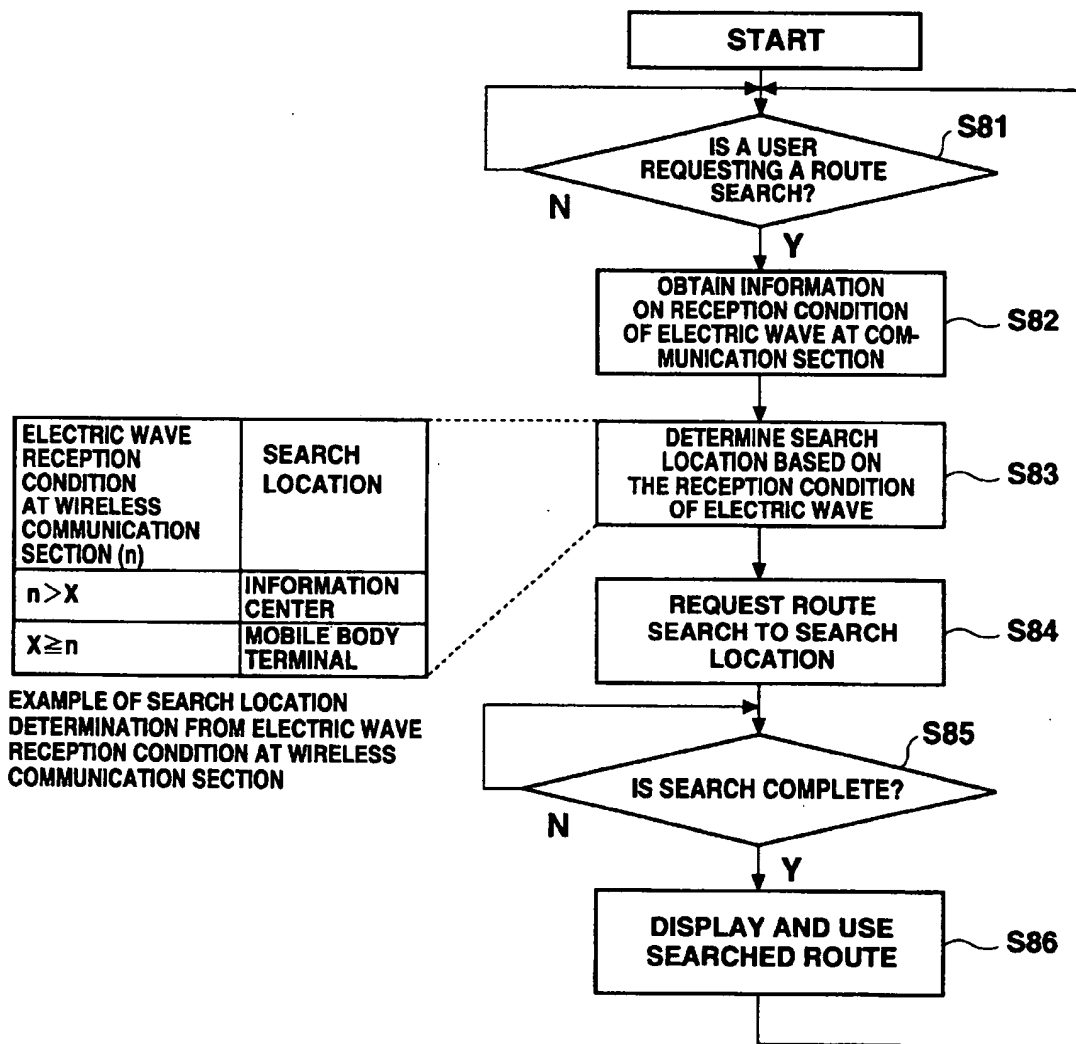 START
S81
IS A USER
REQUESTING A ROUTE
SEARCH?
N
Y
OBTAIN INFORMATION
ON RECEPTION CONDITION
OF ELECTRIC WAVE AT COM-
MUNICATION SECTION
S82
DETERMINE SEARCH
LOCATION BASED ON
THE RECEPTION CONDITION
OF ELECTRIC WAVE
S83
ELECTRIC WAVE
RECEPTION
CONDITION
AT WIRELESS
COMMUNICATION
SECTION (n)
SEARCH
LOCATION
n>X
INFORMATION
CENTER
X≧n
MOBILE BODY
TERMINAL
EXAMPLE OF SEARCH LOCATION
DETERMINATION FROM ELECTRIC WAVE
RECEPTION CONDITION AT WIRELESS
COMMUNICATION SECTION
REQUEST ROUTE
SEARCH TO SEARCH
LOCATION
S84
S85
IS SEARCH COMPLETE?
N
Y
DISPLAY AND USE
SEARCHED ROUTE
S86